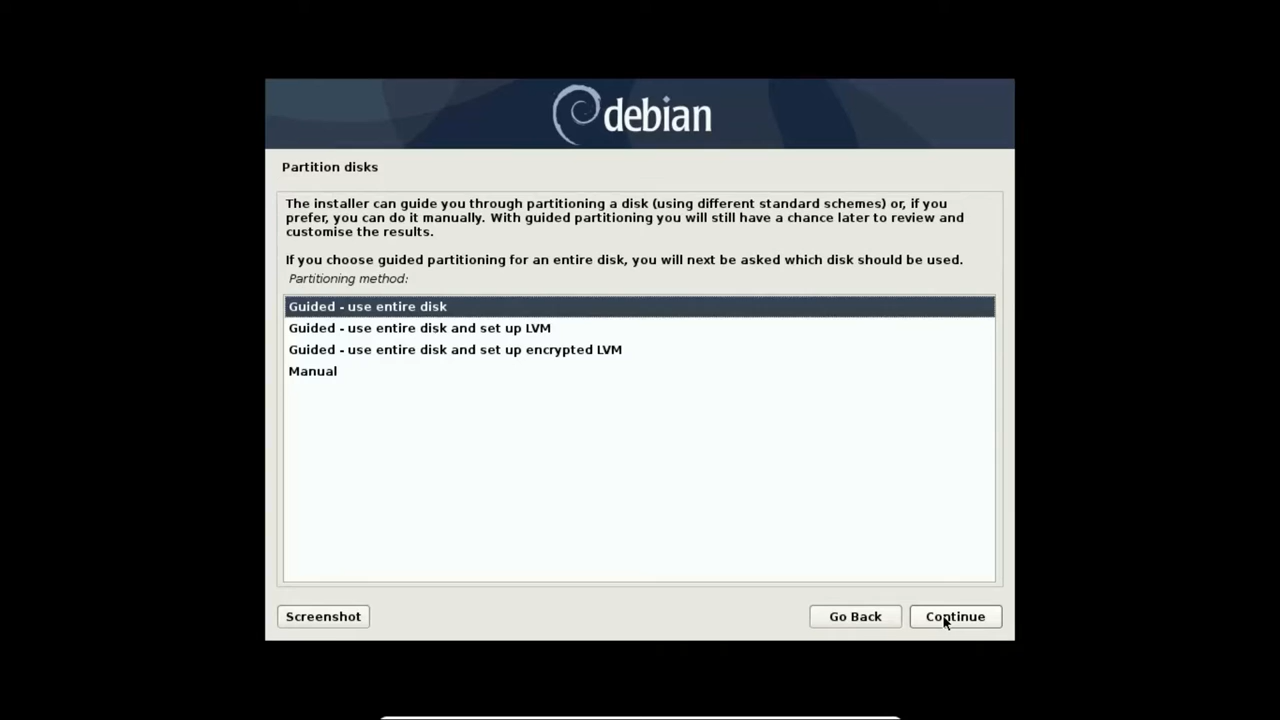 debian
Partition disks
The installer can guide you through partitioning a disk (using different standard schemes) or, if you
prefer, you can do it manually. With guided partitioning you will still have a chance later to review and
customise the results.
If you choose guided partitioning for an entire disk, you will next be asked which disk should be used.
Partitioning method:
Guided - use entire disk
Guided - use entire disk and set up LVM
Guided - use entire disk and set up encrypted LVM
Manual
Screenshot
Go Back
Continue